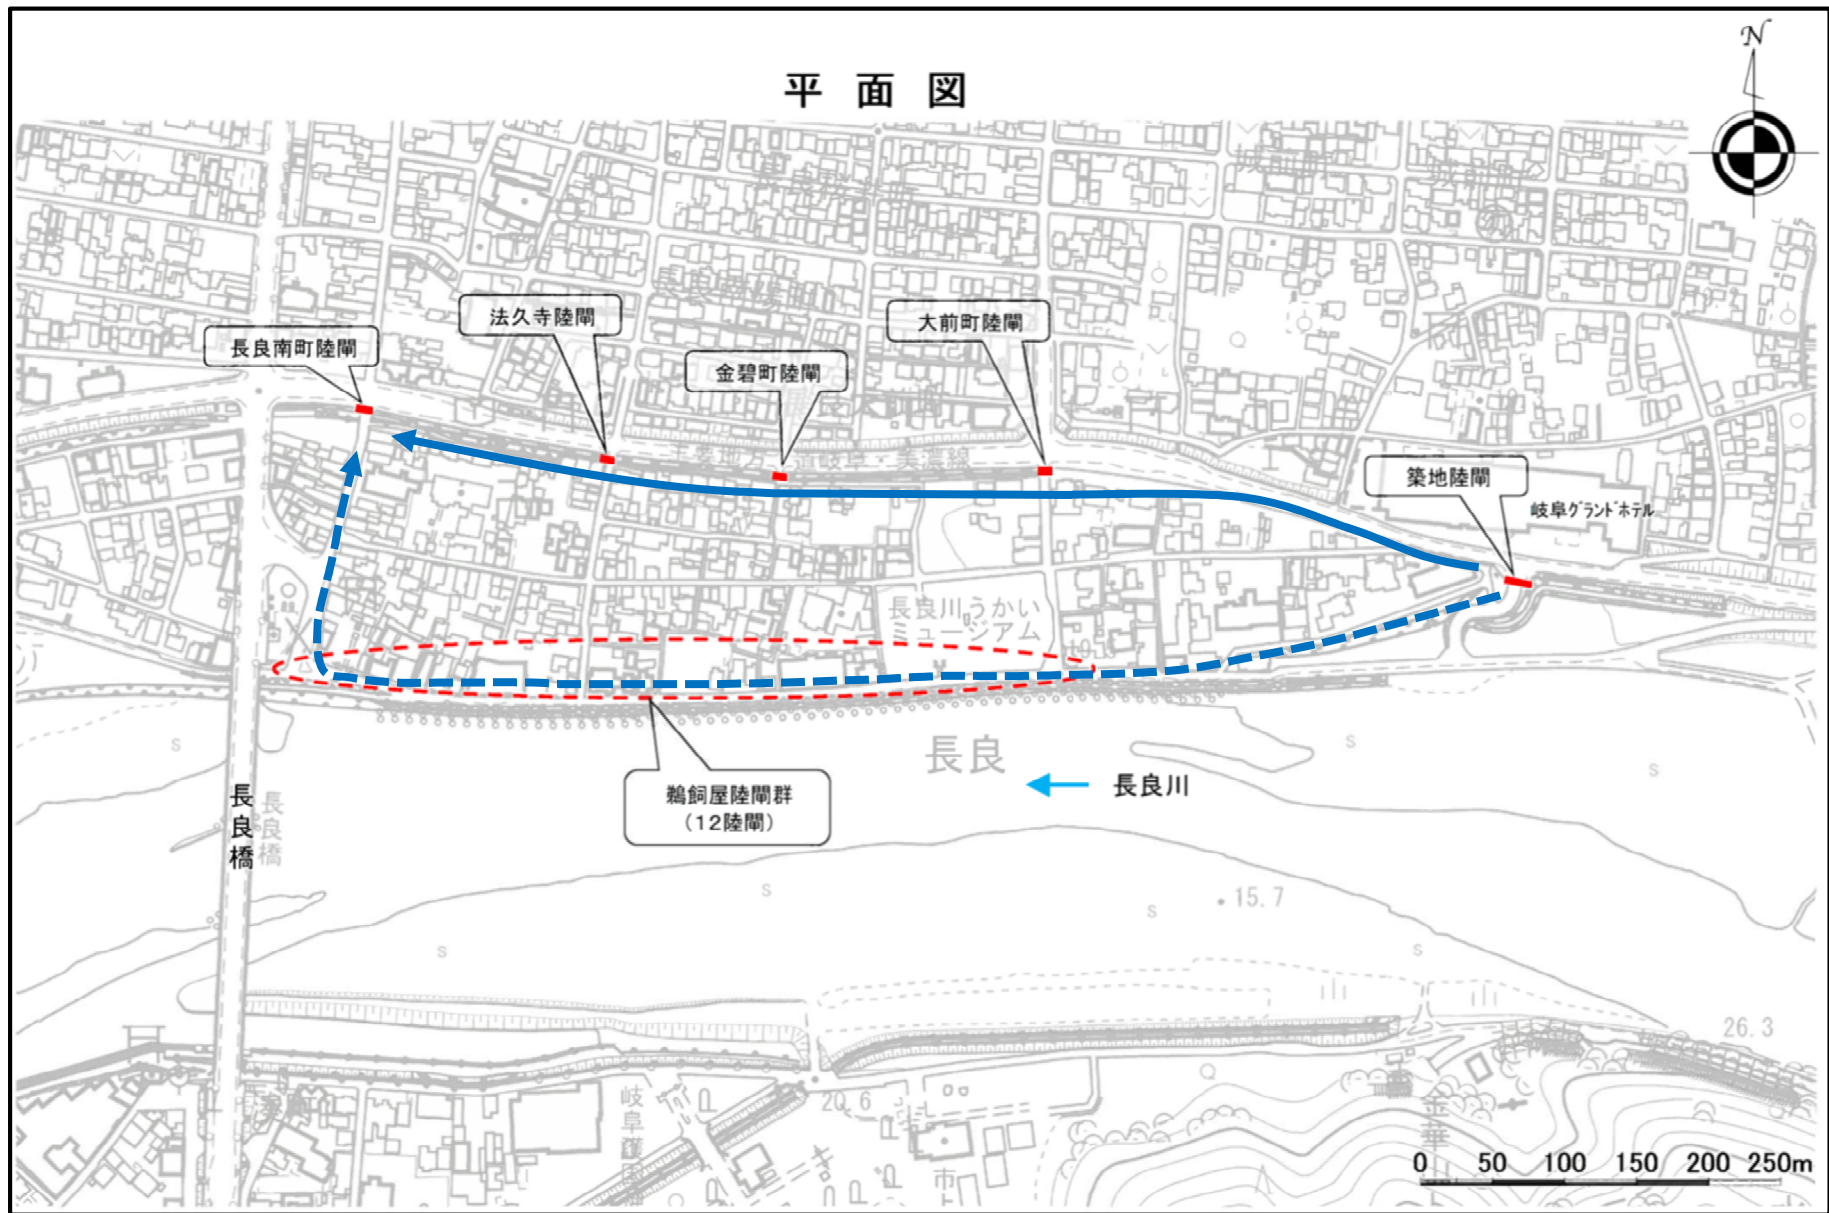 平面図
N
法久寺陸閘
大前町陸閘
長良南町陸閘
金碧町陸閘
築地陸閘
岐阜グランドホテル
長良川うかい
ミュージアム
長良
長良川
鵜飼屋陸閘群
（12陸閘）
長良橋
長良橋
S
S
S
S
S
S
S
15.7
26.3
20.6
市
0 50 100 150 200 250m